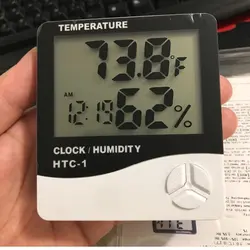 TEMPERATURE
73.8°F
AM
12:19 62%
CLOCK / HUMIDITY
HTC-1